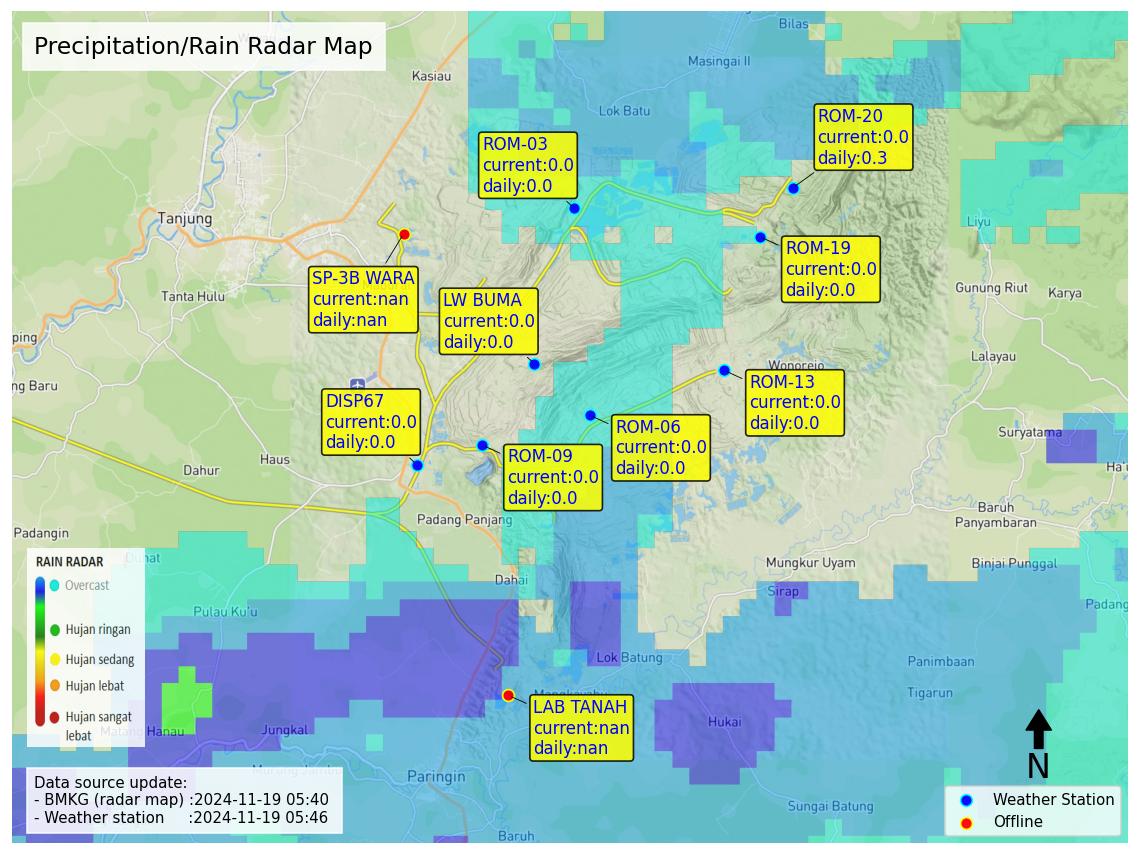 Precipitation/Rain Radar Map
Bilas
Masingai II
Kasiau
Lok Batu
ROM-20
current:0.0
daily:0.3
ROM-03
current:0.0
daily:0.0
Tanjung
Liyu
ROM-19
current:0.0
daily:0.0
SP-3B WARA
current:nan
daily:nan
Tanta Hulu
LW BUMA
current:0.0
daily:0.0
Gunung Riut
Karya
ping
Lalayau
Wonorejo
ng Baru
ROM-13
current:0.0
daily:0.0
DISP67
current:0.0
daily:0.0
ROM-06
current:0.0
daily:0.0
Suryatama
Haus
Dahur
ROM-09
current:0.0
daily:0.0
Ha'u
Baruh
Panyambaran
Padang Panjang
Padangin
Mungkur Uyam
Binjai Punggal
RAIN RADAR
Overcast
Hujan ringan
Hujan sedang
Hujan lebat
Hujan sangat
lebat
Dahai
Sirap
Pulau Ku'u
Padang
Lok Batung
Panimbaan
Tigarun
LAB TANAH
current:nan
daily:nan
Hukai
Jungkal
Hanau
Paringin
N
Data source update:
- BMKG (radar map) :2024-11-19 05:40
- Weather station :2024-11-19 05:46
Sungai Batung
Baruh
Weather Station
Offline